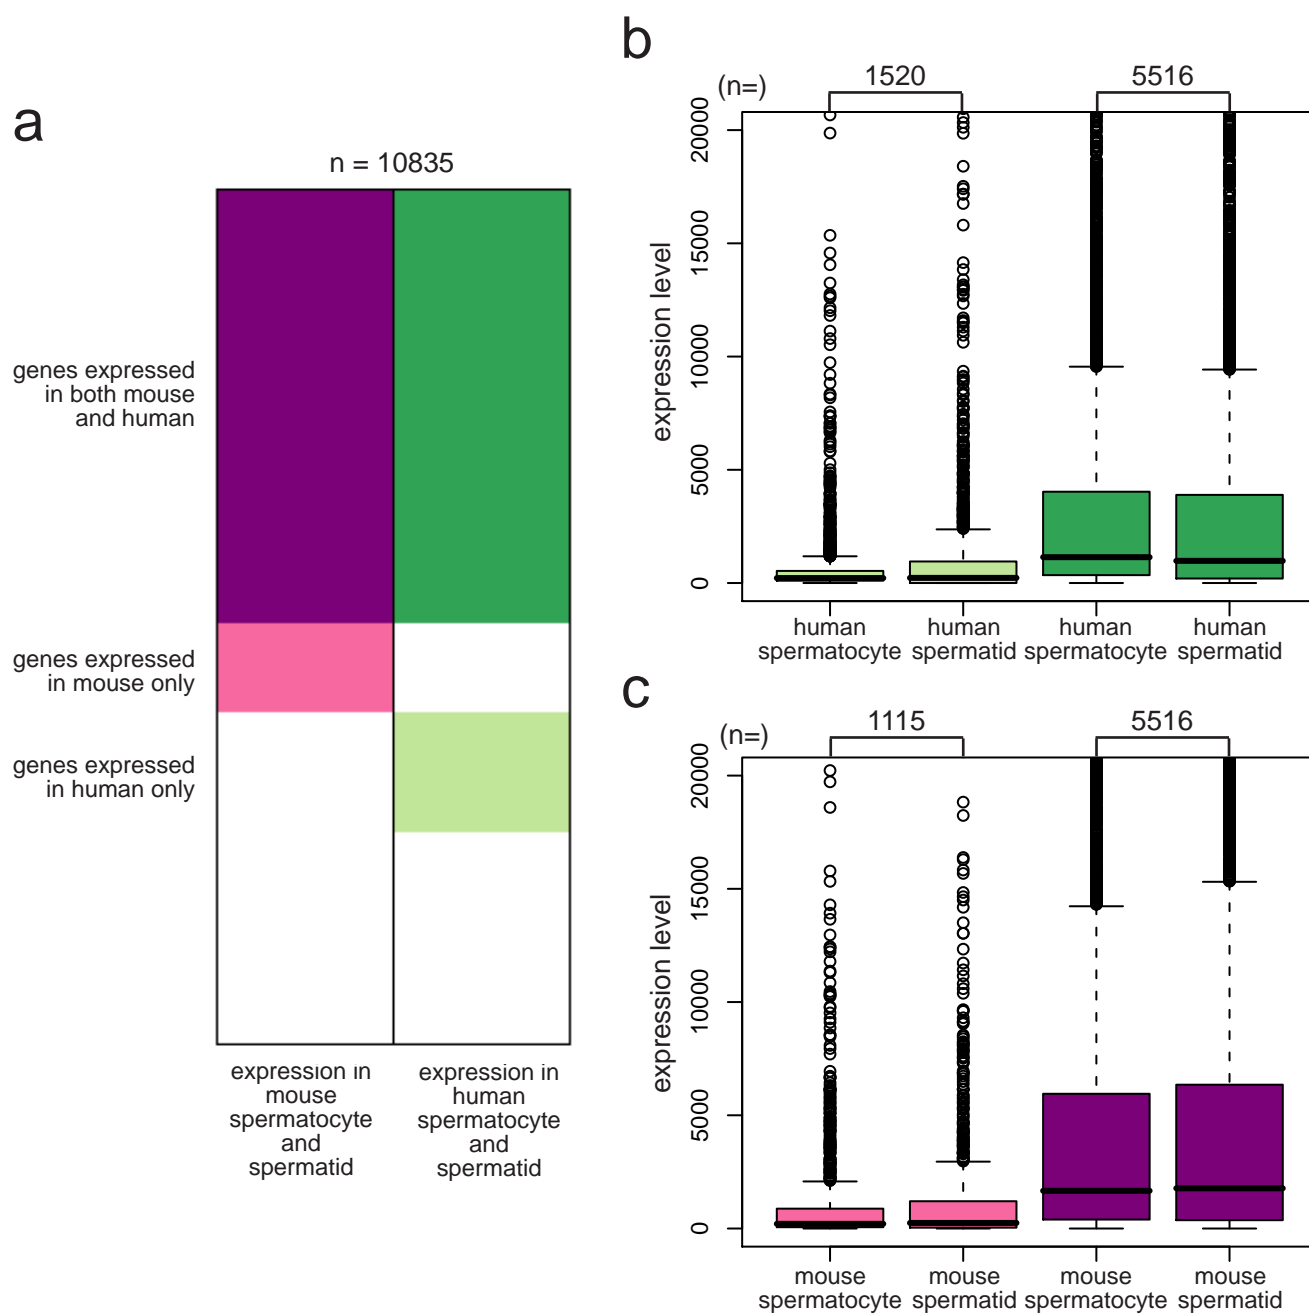 a
n = 10835
genes expressed
in both mouse
and human
genes expressed
in mouse only
genes expressed
in human only
expression in
mouse
spermatocyte
and
spermatid
expression in
human
spermatocyte
and
spermatid
b
(n=)
1520
5516
expression level
20000
15000
10000
5000
0
human
spermatocyte
human
spermatid
human
spermatocyte
human
spermatid
c
(n=)
1115
5516
expression level
20000
15000
10000
5000
0
mouse
spermatocyte
mouse
spermatid
mouse
spermatocyte
mouse
spermatid